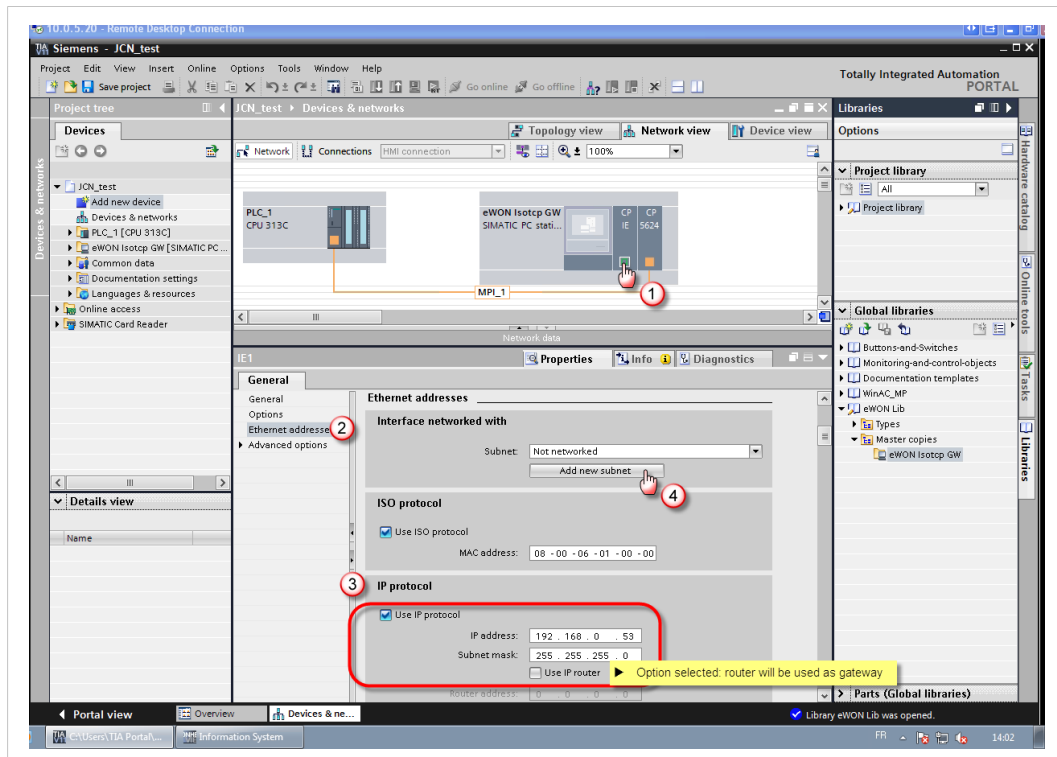 10.0.5.20 - Remote Desktop Connection
Siemens - JCN_test
Project Edit View Insert Online Options Tools Window Help
Totally Integrated Automation
PORTAL
Save project
Go online
Go offline
Project tree
JCN_test
Devices & networks
Libraries
Devices
Topology view
Network view
Device view
Options
Network
Connections
HMI connection
100%
Devices & networks
JCN_test
Add new device
Devices & networks
PLC_1 [CPU 313C]
eWON Isotcp GW [SIMATIC PC ...
Common data
Documentation settings
Languages & resources
Online access
SIMATIC Card Reader
PLC_1
CPU 313C
eWON Isotcp GW
SIMATIC PC stati...
CP
IE
CP
5624
MPI_1
1
Network data
Project library
All
Project library
Global libraries
Buttons-and-Switches
Monitoring-and-control-objects
Documentation templates
WinAC_MP
eWON Lib
Types
Master copies
eWON Isotcp GW
Hardware catalog
Online tools
Tasks
Libraries
IE1
Properties
Info
Diagnostics
General
General
Options
Ethernet addresse
2
Advanced options
Ethernet addresses
Interface networked with
Subnet: Not networked
Add new subnet
4
ISO protocol
Use ISO protocol
MAC address: 08 -00 -06 -01 -00 -00
3
IP protocol
Use IP protocol
IP address: 192 . 168 . 0 . 53
Subnet mask: 255 . 255 . 255 . 0
Use IP router
Option selected: router will be used as gateway
Router address: 0 . 0 . 0 . 0
Details view
Name
Parts (Global libraries)
Portal view
Overview
Devices & ne...
Library eWON Lib was opened.
C:\Users\TIA Portal\...
Information System
FR
14:02